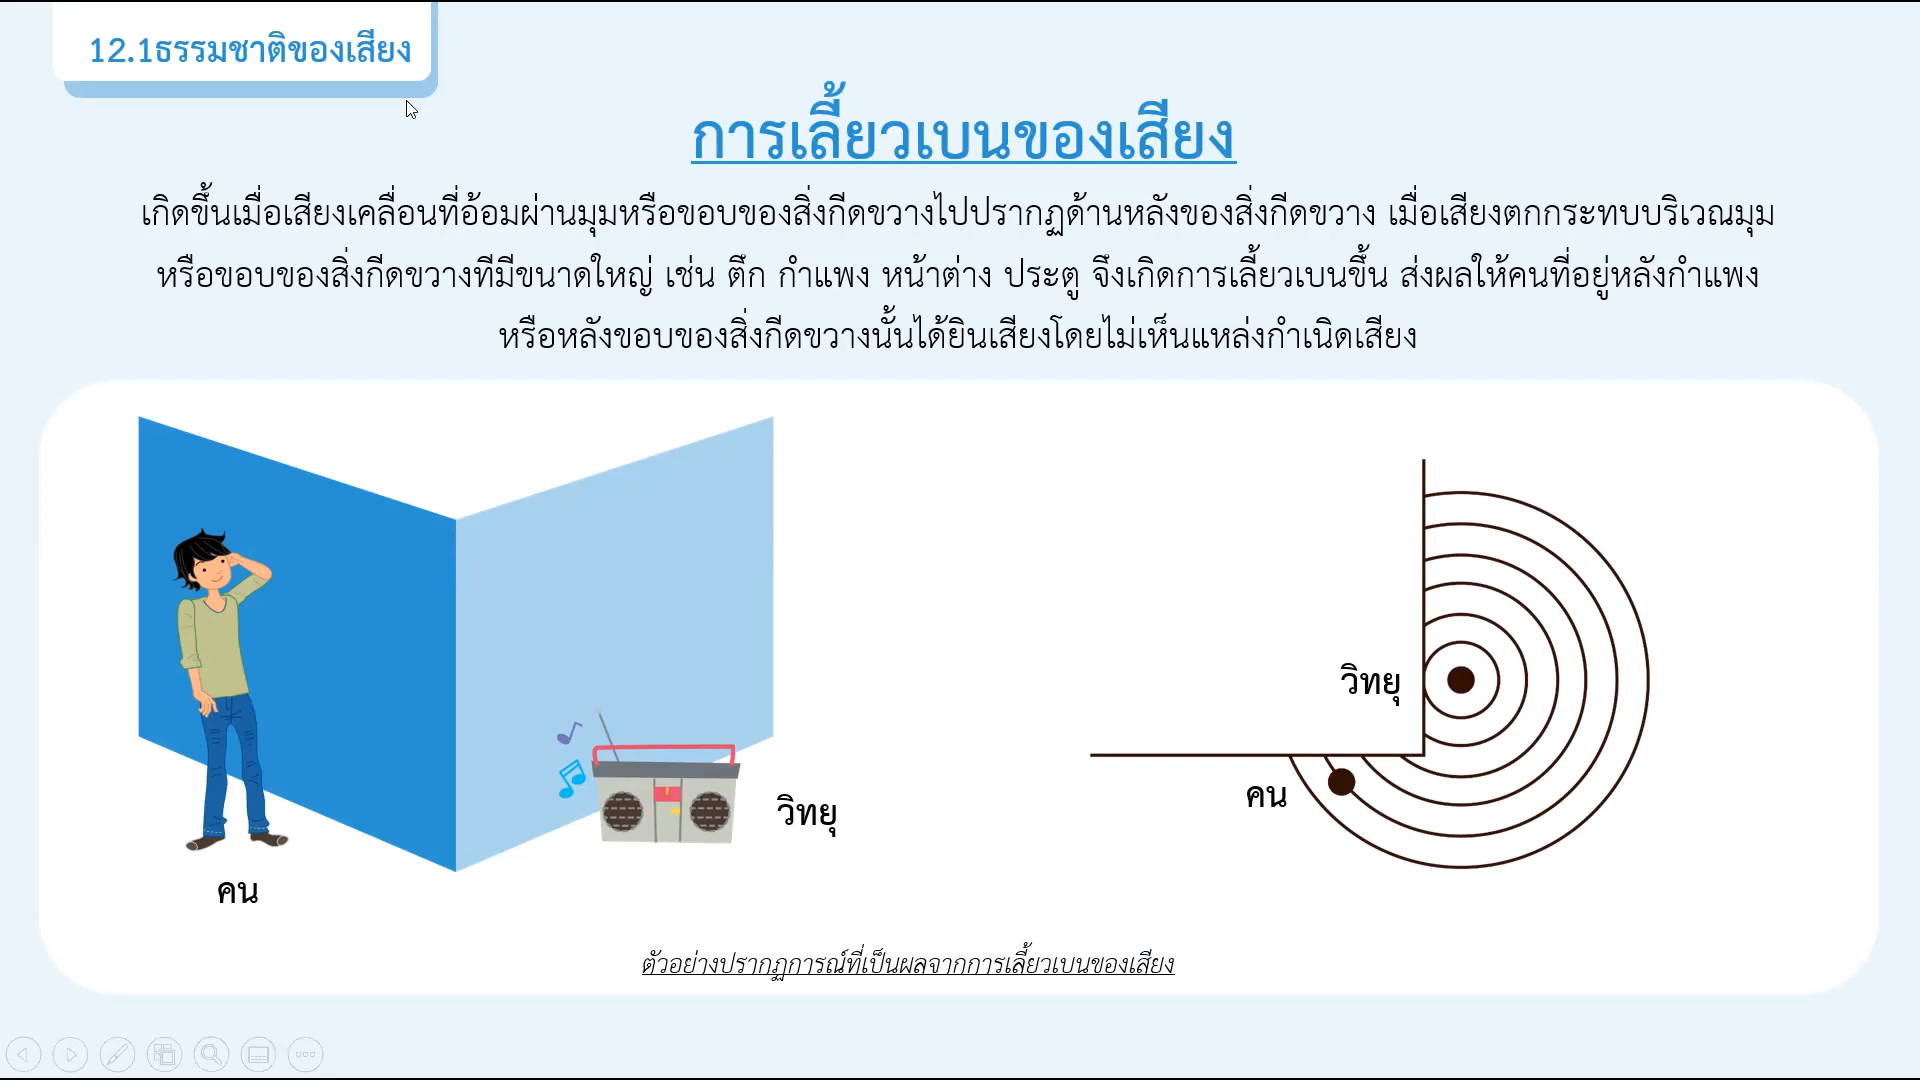 12.1ธรรมชาติของเสียง
การเลี้ยวเบนของเสียง
เกิดขึ้นเมื่อเสียงเคลื่อนที่อ้อมผ่านมุมหรือขอบของสิ่งกีดขวางไปปรากฏด้านหลังของสิ่งกีดขวาง เมื่อเสียงตกกระทบบริเวณมุม
หรือขอบของสิ่งกีดขวางทีมีขนาดใหญ่ เช่น ตึก กำแพง หน้าต่าง ประตู จึงเกิดการเลี้ยวเบนขึ้น ส่งผลให้คนที่อยู่หลังกำแพง
หรือหลังขอบของสิ่งกีดขวางนั้นได้ยินเสียงโดยไม่เห็นแหล่งกำเนิดเสียง
วิทยุ
คน
วิทยุ
คน
ตัวอย่างปรากฏการณ์ที่เป็นผลจากการเลี้ยวเบนของเสียง